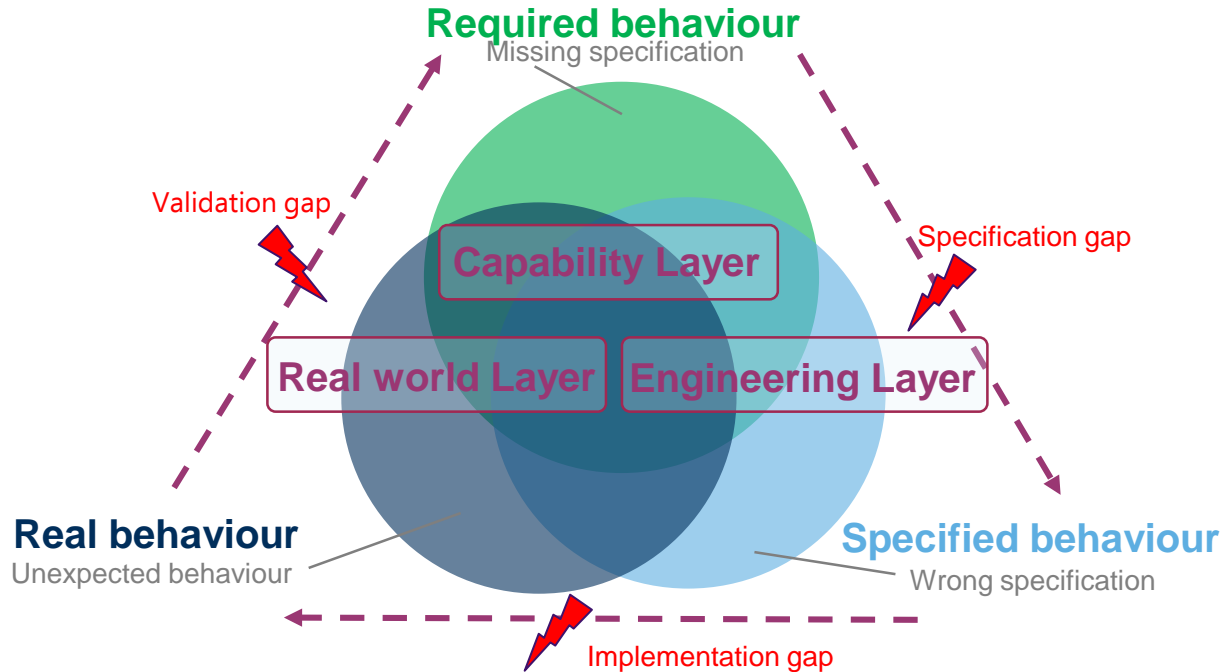 Required behaviour
Missing specification
Validation gap
Specification gap
Capability Layer
Real world Layer
Engineering Layer
Real behaviour
Unexpected behaviour
Specified behaviour
Wrong specification
Implementation gap